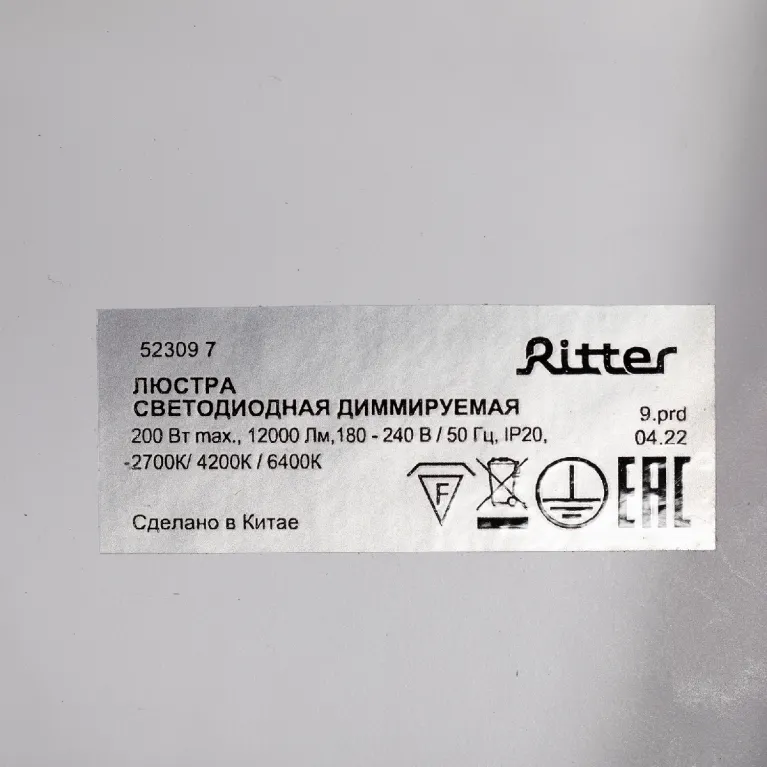 52309 7
Ritter
ЛЮСТРА
СВЕТОДИОДНАЯ ДИММИРУЕМАЯ
9.prd
200 Вт max., 12000 Лм,180 - 240 В / 50 Гц, IP20,
04.22
-2700К/ 4200К / 6400К
F
EAC
Сделано в Китае